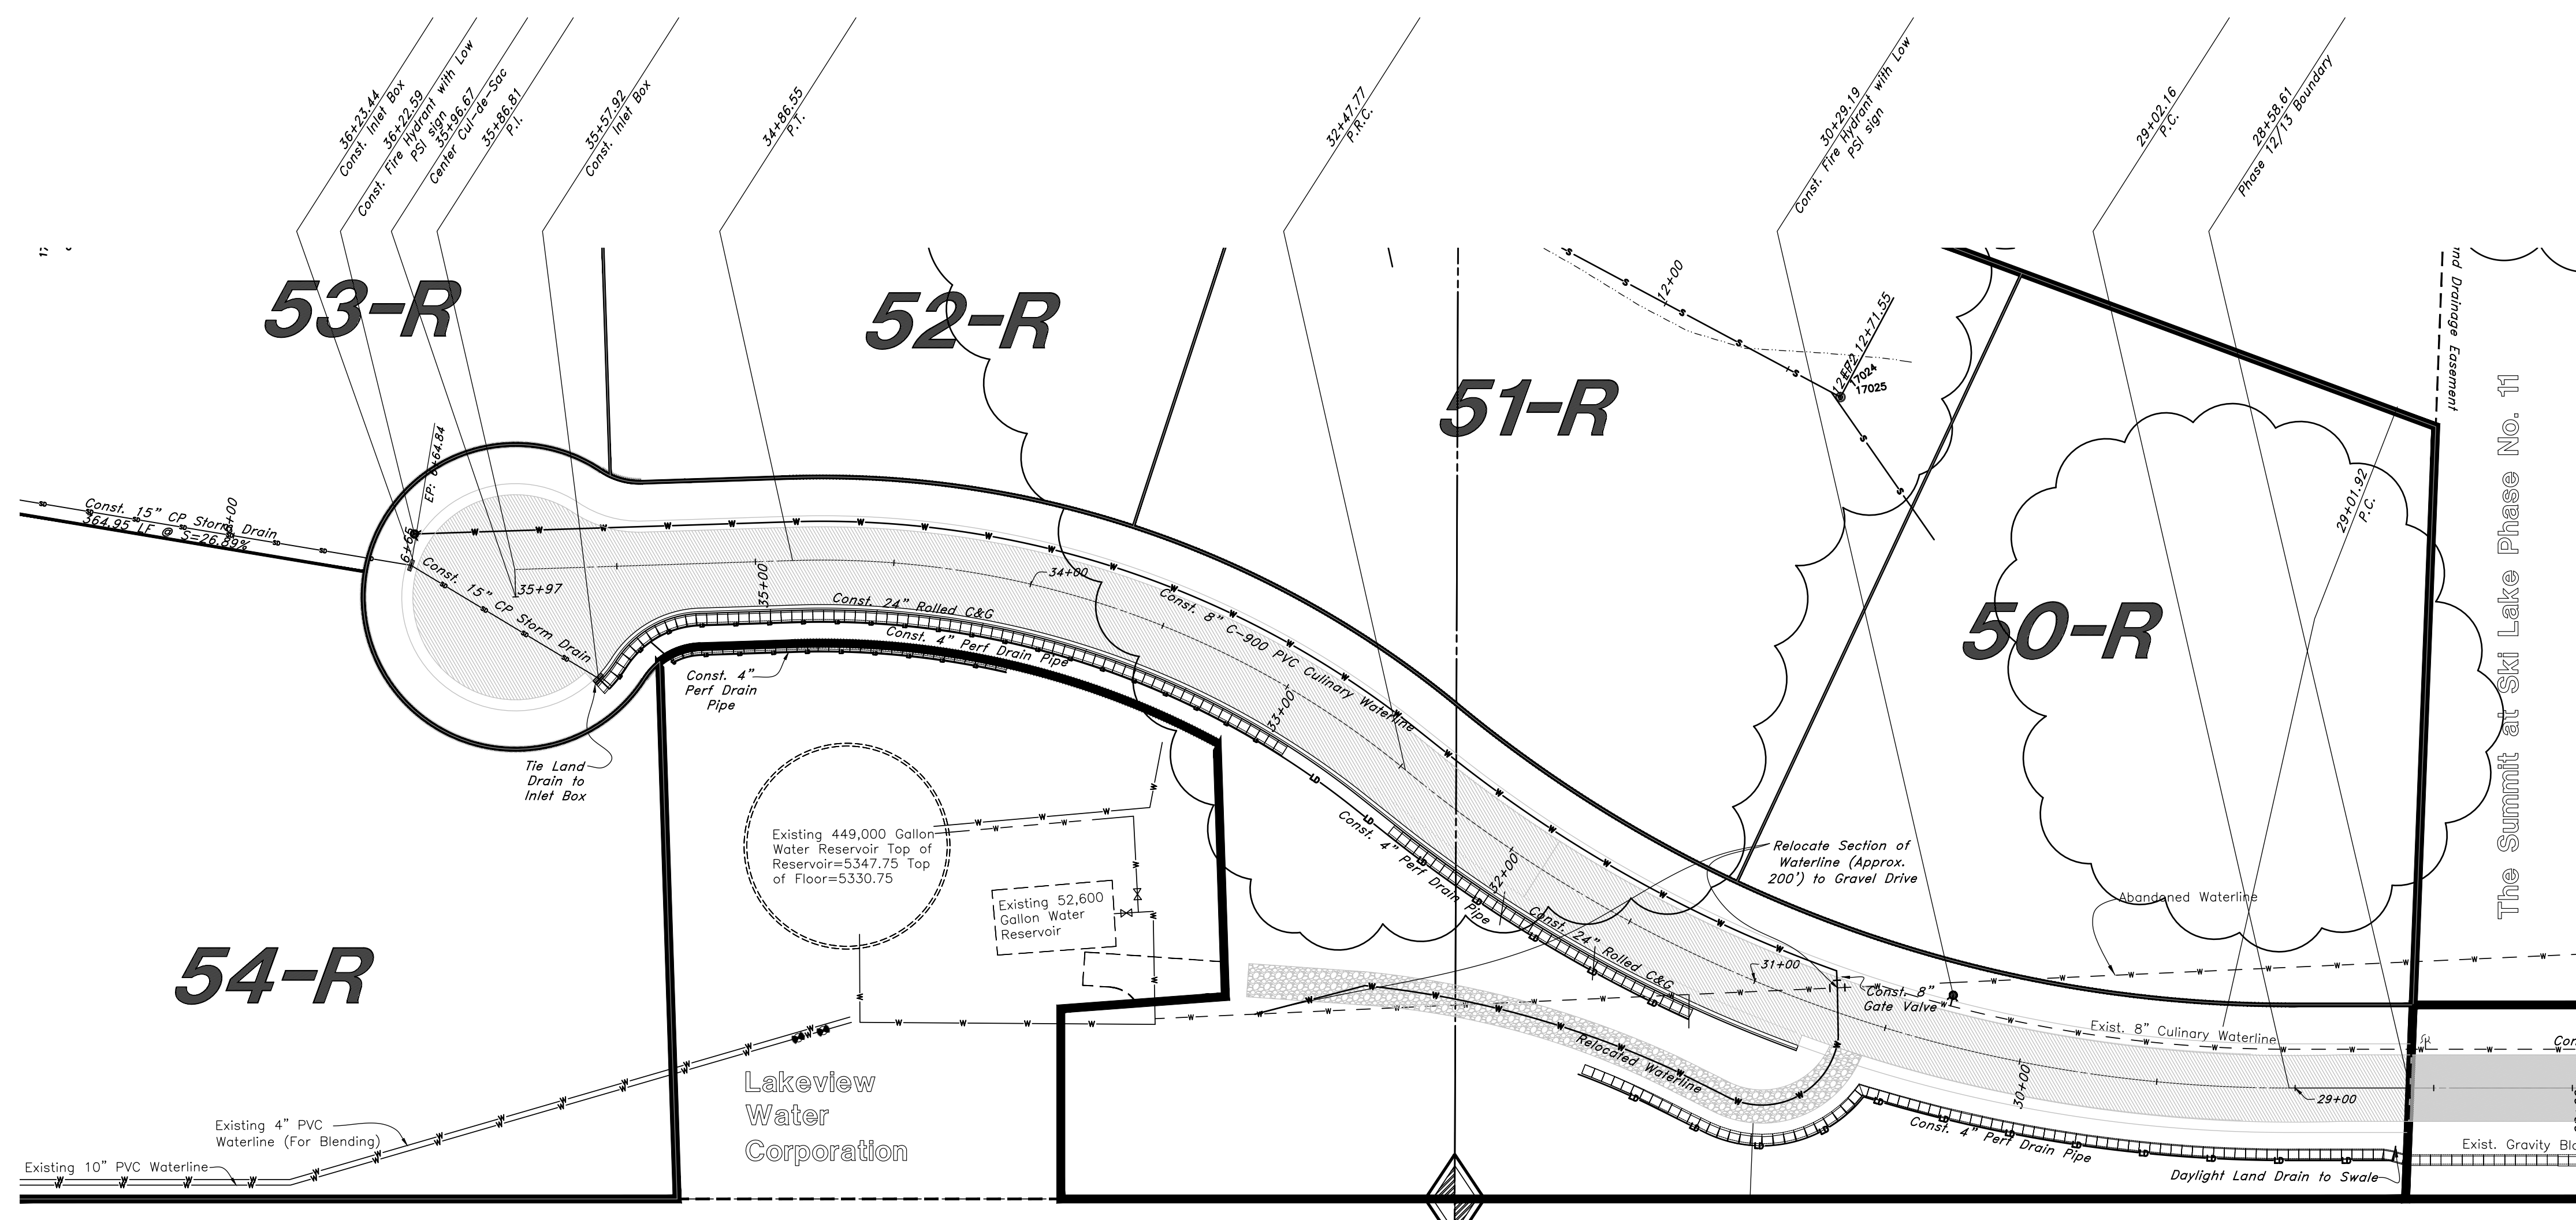 36+23.44
Const. Inlet Box
36+22.59
Const. Fire Hydrant with Low
PSI sign
35+96.67
Center Cul-de-Sac
35+86.81
P.I.
35+57.92
Const. Inlet Box
34+86.55
P.T.
32+47.77
P.R.C.
30+29.19
Const. Fire Hydrant with Low
PSI sign
29+02.16
P.C.
28+58.61
Phase 12/13 Boundary
53-R
52-R
51-R
50-R
54-R
12+00
12+71.55
17024
17025
Drainage Easement
The Summit at Ski Lake Phase No. 11
29+01.92
P.C.
EP: 6+64.84
Const. 15” CP Storm Drain
364.95 LF @ S=26.89%
6+65
Const. 15” CP Storm Drain
35+97
35+00
34+00
33+00
32+00
31+00
30+00
29+00
Const. 24” Rolled C&G
Const. 4” Perf Drain Pipe
Const. 4”
Perf Drain
Pipe
Const. 8” C-900 PVC Culinary Waterline
Tie Land
Drain to
Inlet Box
Existing 449,000 Gallon
Water Reservoir Top of
Reservoir=5347.75 Top
of Floor=5330.75
Existing 52,600
Gallon Water
Reservoir
Const. 4” Perf Drain Pipe
Const. 24” Rolled C&G
Relocate Section of
Waterline (Approx.
200’) to Gravel Drive
Abandoned Waterline
Const. 8”
Gate Valve
Exist. 8” Culinary Waterline
Relocated Waterline
Const. 4” Perf Drain Pipe
Daylight Land Drain to Swale
Exist. Gravity
Lakeview
Water
Corporation
Existing 4” PVC
Waterline (For Blending)
Existing 10” PVC Waterline